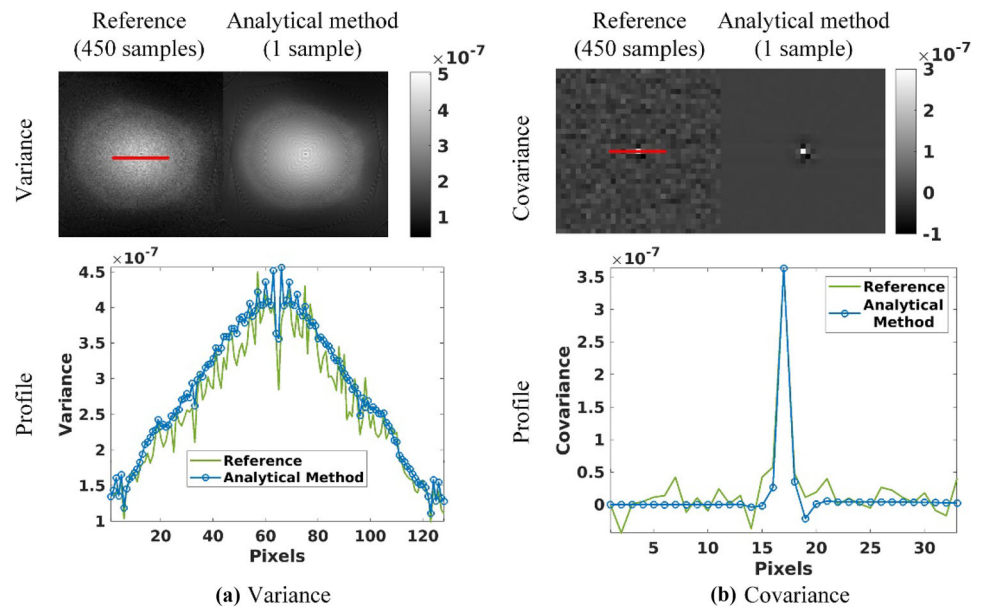 Reference
(450 samples)
Analytical method
(1 sample)
×10-7
5
4
3
2
1
Variance
×10-7
4.5
4
3.5
3
2.5
2
1.5
1
Variance
Profile
Reference
Analytical Method
20 40 60 80 100 120
Pixels
(a) Variance
Reference
(450 samples)
Analytical method
(1 sample)
×10-7
3
2
1
0
-1
Covariance
×10-7
3.5
3
2.5
2
1.5
1
0.5
0
Covariance
Profile
Reference
Analytical
Method
5 10 15 20 25 30
Pixels
(b) Covariance